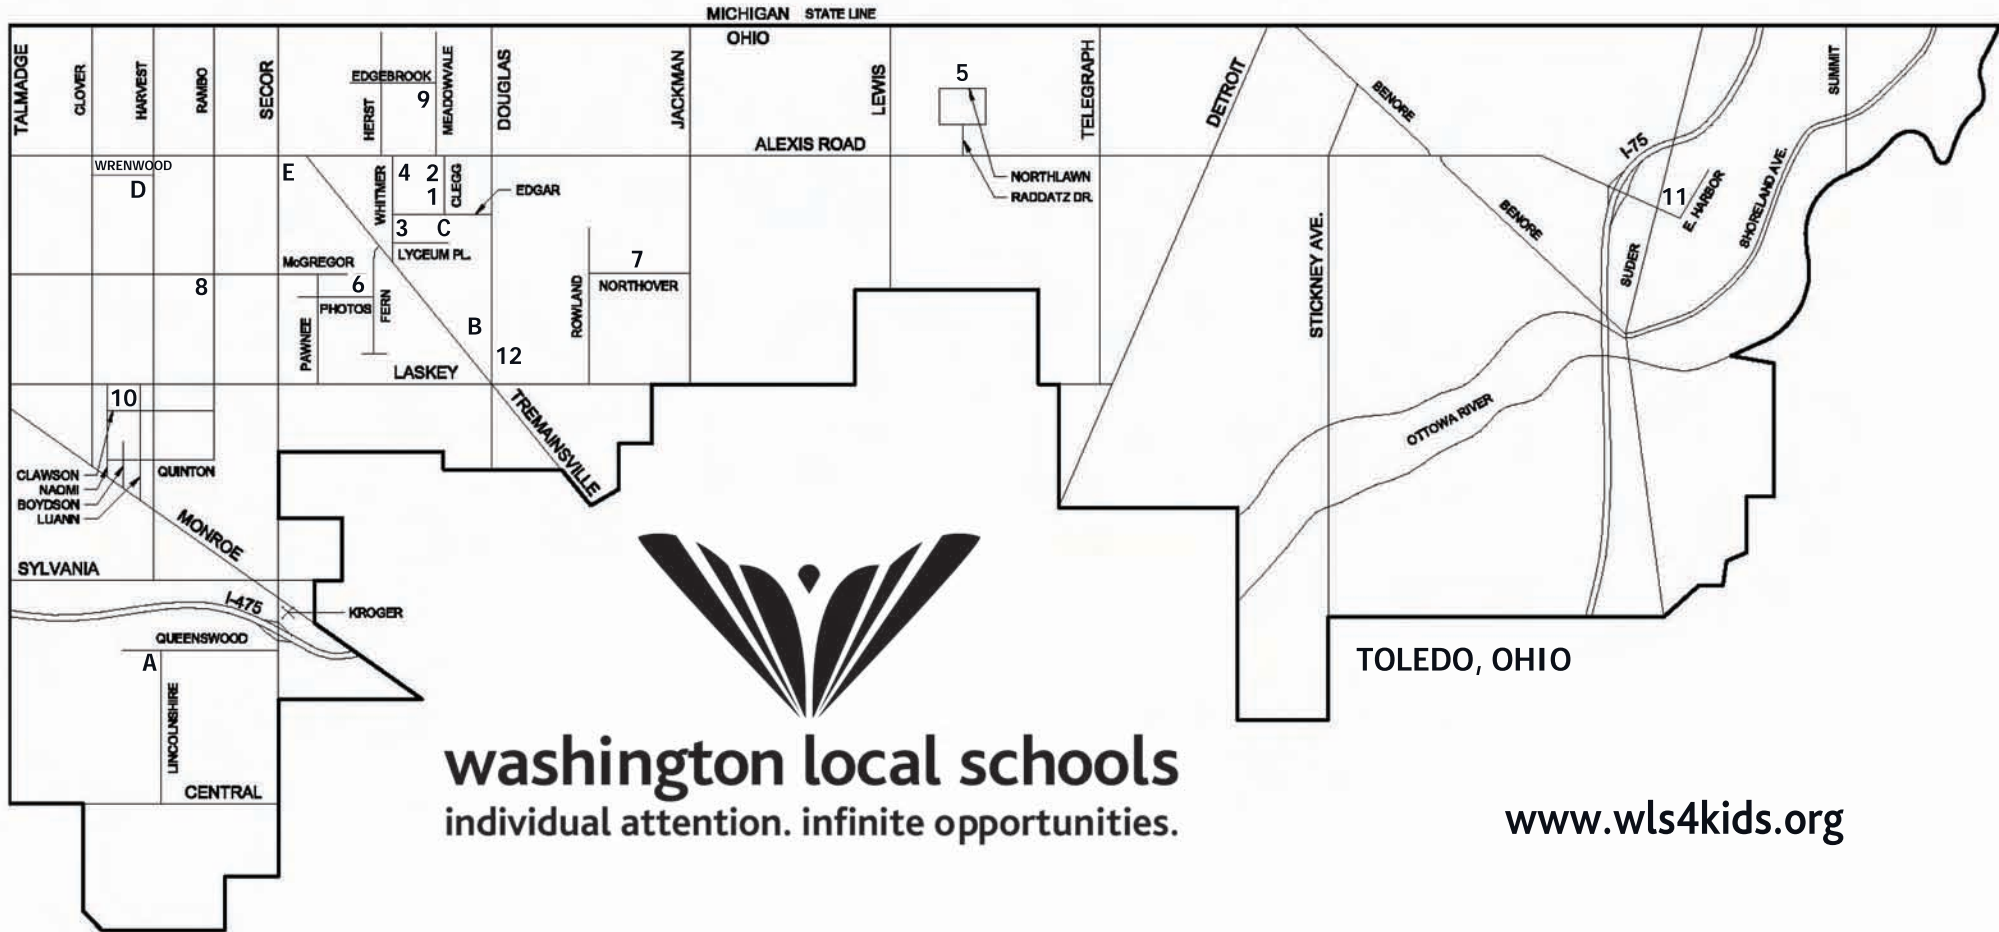 MICHIGAN STATE LINE
OHIO
TALMADGE
CLOVER
HARVEST
RAMBO
SECOR
EDGEBROOK
9
HERST
MEADOWVALE
DOUGLAS
JACKMAN
LEWIS
5
TELEGRAPH
DETROIT
BENORE
I-75
SUMMIT
ALEXIS ROAD
WRENWOOD
D
E
WHITMER
4 2
1
CLEGG
EDGAR
3 C
LYCEUM PL.
NORTHLAWN
RADDATZ DR.
STICKNEY AVE.
BENORE
SUDER
11
E. HARBOR
SHORELAND AVE.
McGREGOR
8
6
PHOTOS
FERN
PAWNEE
B
12
ROWLAND
7
NORTHOVER
LASKEY
TREMAINSVILLE
10
CLAWSON
NAOMI
BOYDSON
LUANN
QUINTON
MONROE
OTTOWA RIVER
SYLVANIA
I-475
KROGER
QUEENSWOOD
A
LINCOLNSHIRE
CENTRAL
TOLEDO, OHIO
washington local schools
individual attention. infinite opportunities.
www.wls4kids.org